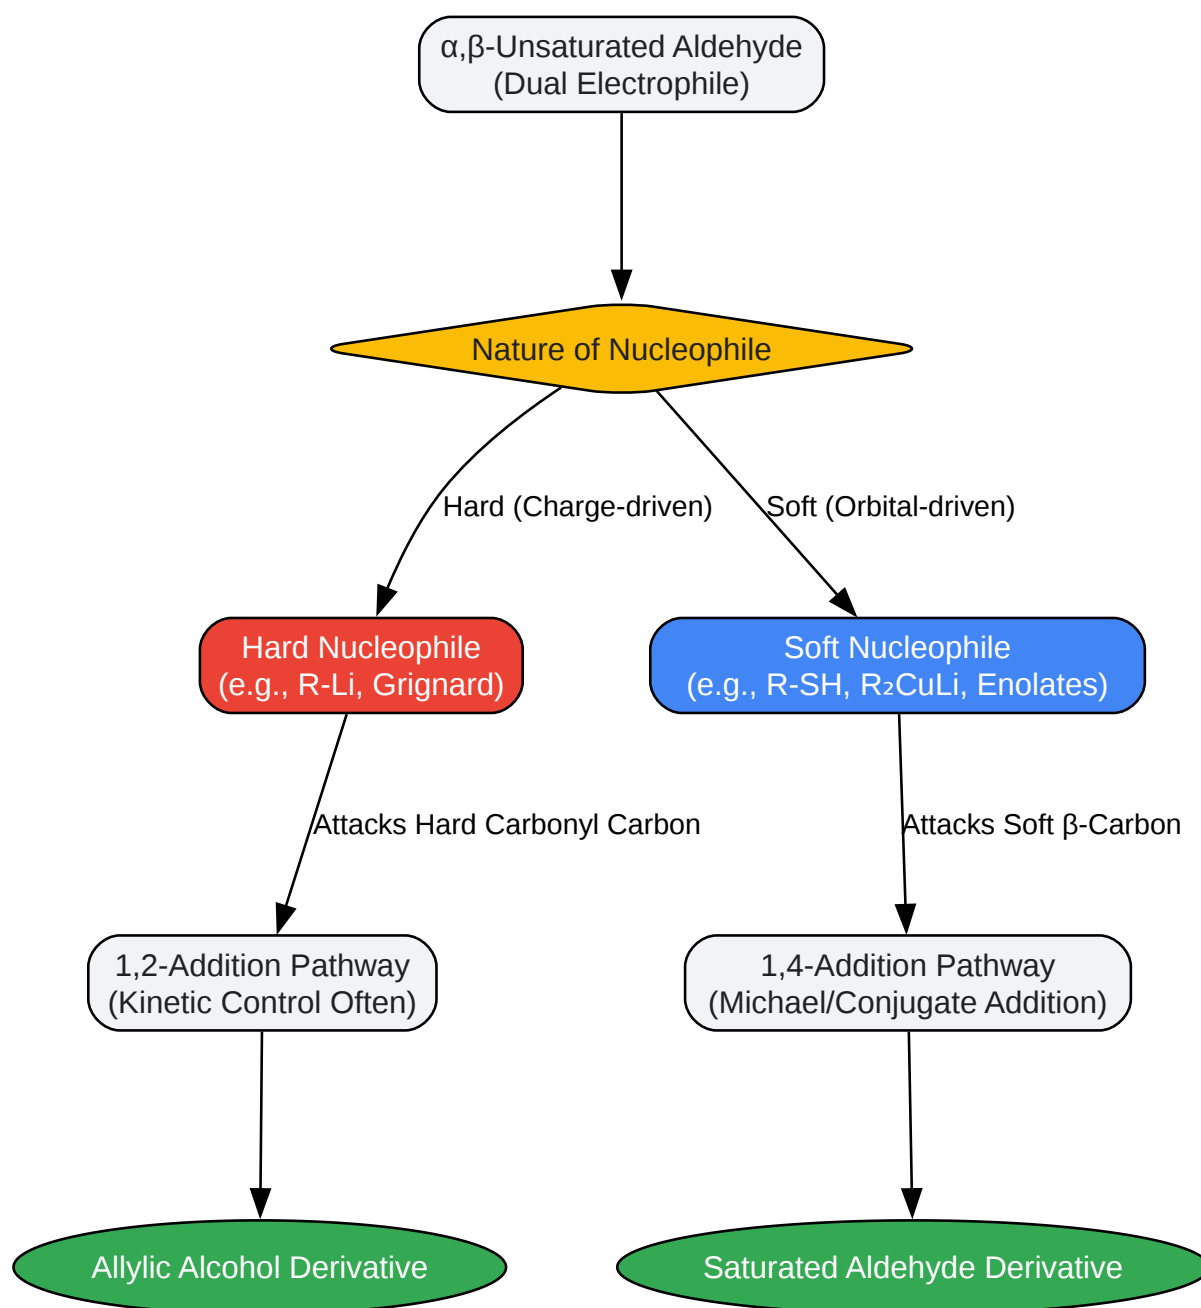 α,β-Unsaturated Aldehyde
(Dual Electrophile)
Nature of Nucleophile
Hard (Charge-driven)
Soft (Orbital-driven)
Hard Nucleophile
(e.g., R-Li, Grignard)
Soft Nucleophile
(e.g., R-SH, R₂CuLi, Enolates)
Attacks Hard Carbonyl Carbon
Attacks Soft β-Carbon
1,2-Addition Pathway
(Kinetic Control Often)
1,4-Addition Pathway
(Michael/Conjugate Addition)
Allylic Alcohol Derivative
Saturated Aldehyde Derivative